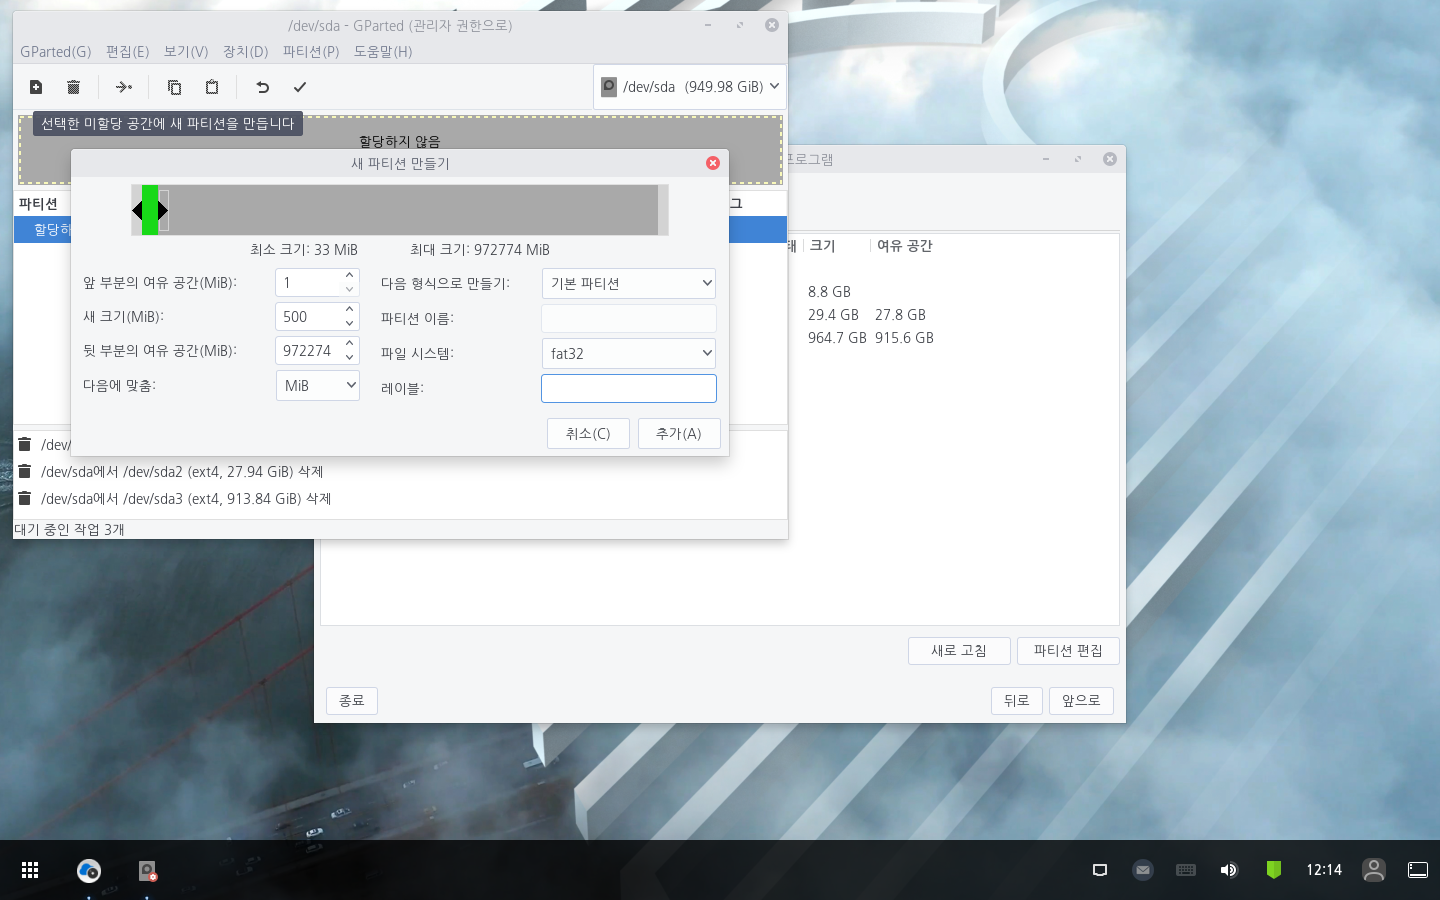 /dev/sda - GParted (관리자 권한으로)
GParted(G) 편집(E) 보기(V) 장치(D) 파티션(P) 도움말(H)
/dev/sda (949.98 GiB)
선택한 미할당 공간에 새 파티션을 만듭니다
할당하지 않음
새 파티션 만들기
프로그램
파티션
그
할당하
최소 크기: 33 MiB 최대 크기: 972774 MiB
크기 여유 공간
앞 부분의 여유 공간(MiB): 1 다음 형식으로 만들기: 기본 파티션
8.8 GB
새 크기(MiB): 500 파티션 이름:
29.4 GB 27.8 GB
뒷 부분의 여유 공간(MiB): 972274 파일 시스템: fat32
964.7 GB 915.6 GB
다음에 맞춤: MiB 레이블:
취소(C) 추가(A)
/dev/
/dev/sda에서 /dev/sda2 (ext4, 27.94 GiB) 삭제
/dev/sda에서 /dev/sda3 (ext4, 913.84 GiB) 삭제
대기 중인 작업 3개
새로 고침 파티션 편집
종료 뒤로 앞으로
12:14